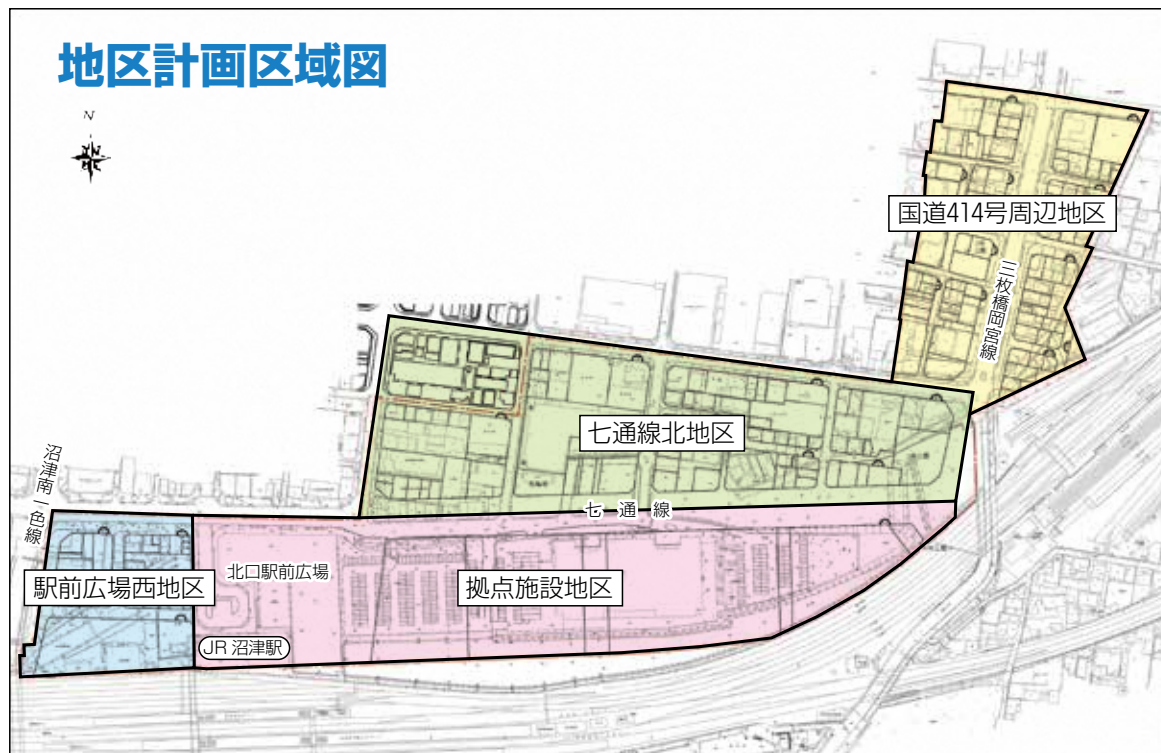 地区計画区域図
N
国道414号周辺地区
三枚橋岡宮線
七通線北地区
沼津南一色線
七通線
駅前広場西地区
北口駅前広場
拠点施設地区
JR 沼津駅